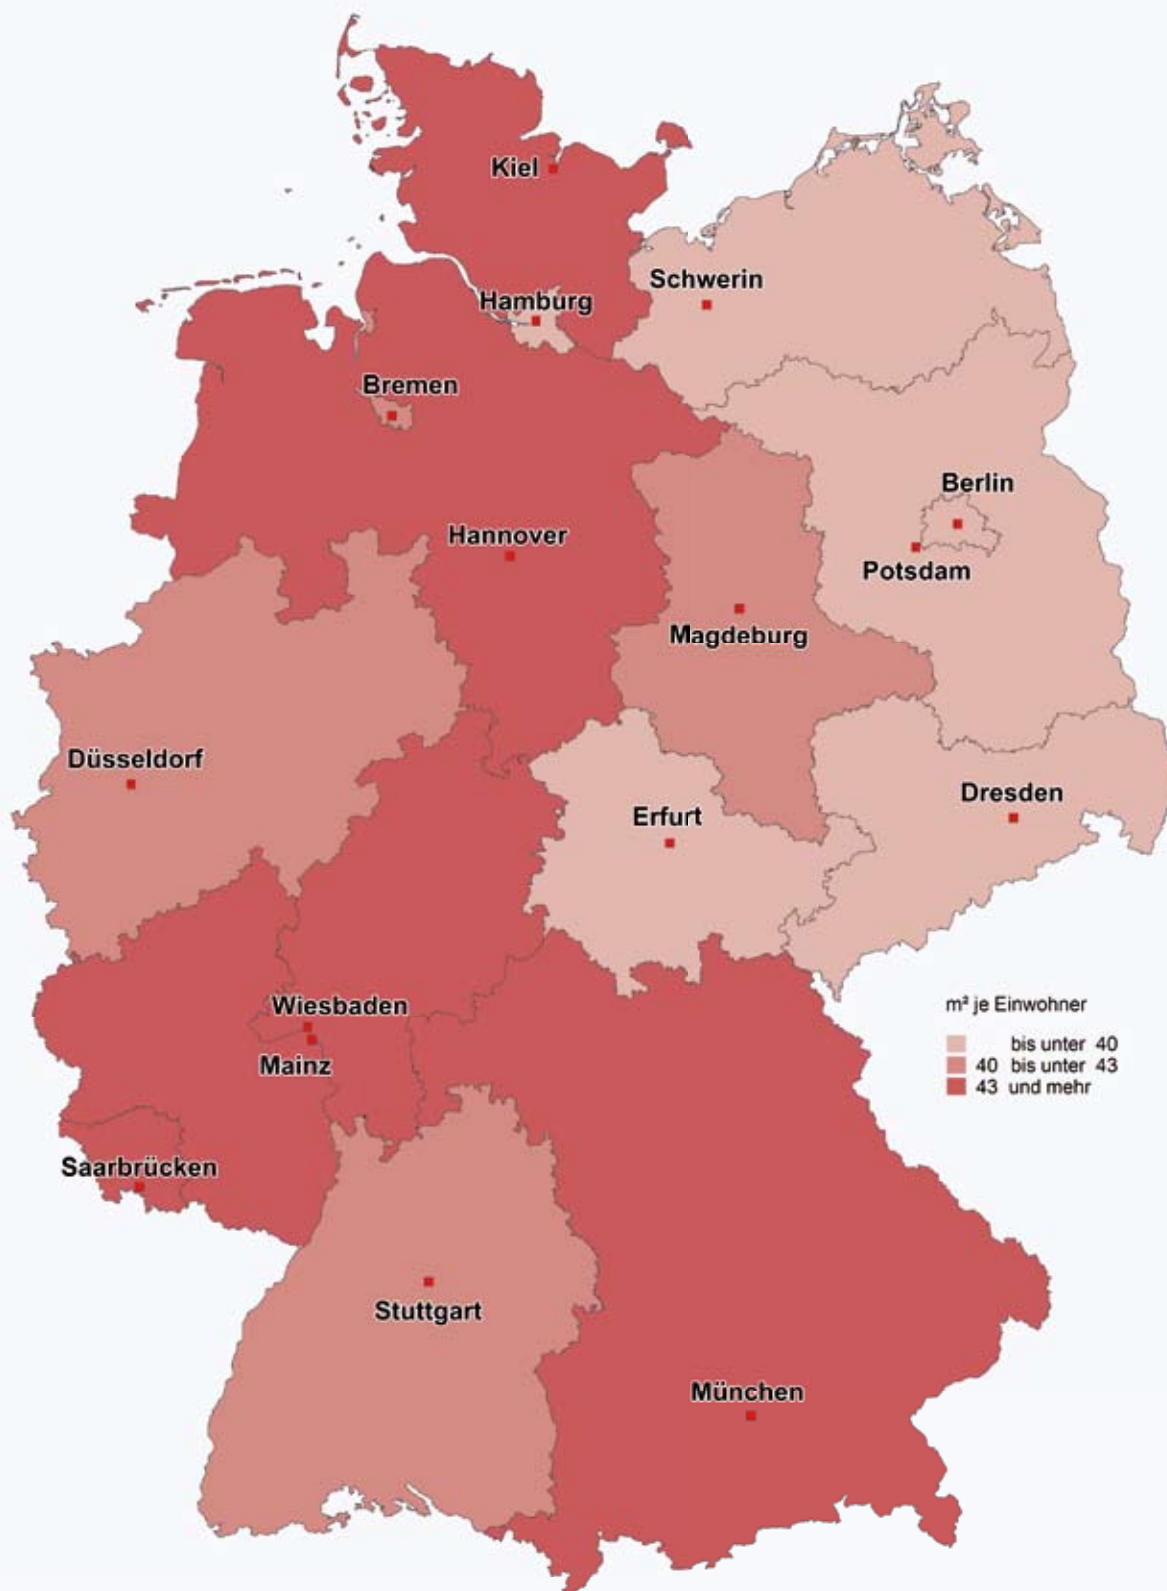 Kiel
Schwerin
Hamburg
Bremen
Berlin
Hannover
Potsdam
Magdeburg
Düsseldorf
Dresden
Erfurt
Wiesbaden
Mainz
m² je Einwohner
bis unter 40
40 bis unter 43
43 und mehr
Saarbrücken
Stuttgart
München